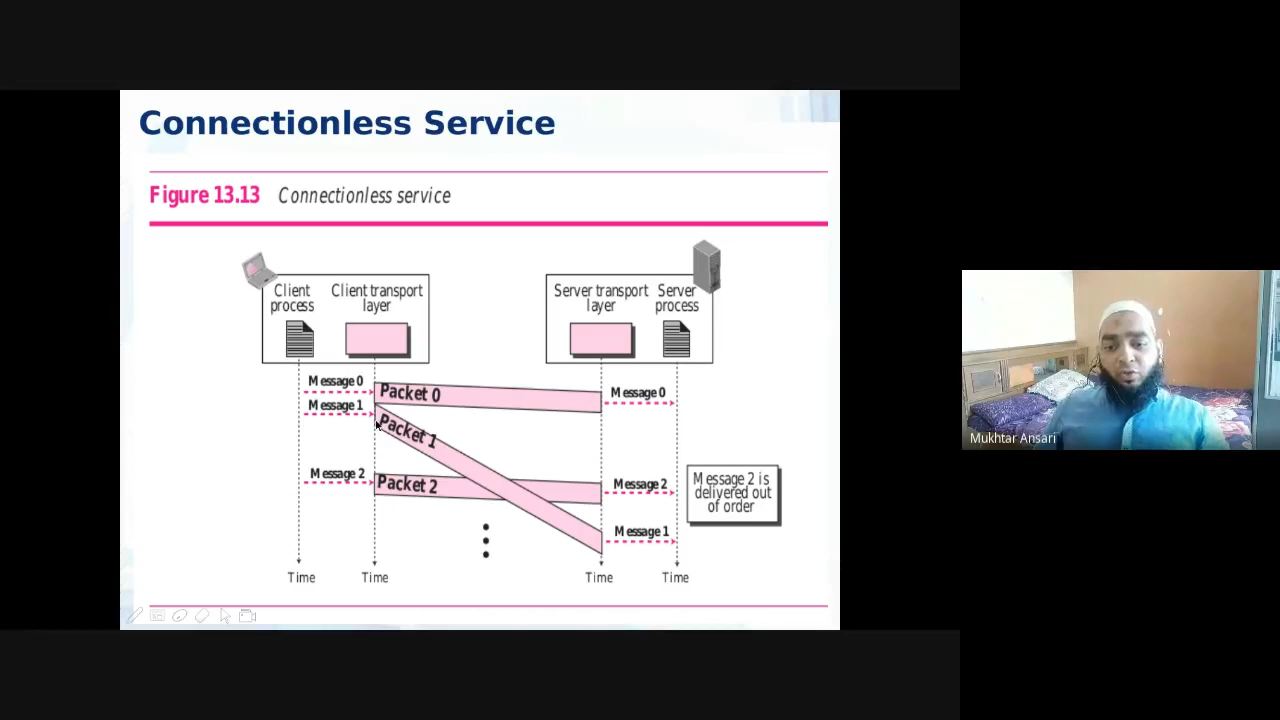 Connectionless Service
Figure 13.13 Connectionless service
Client process
Client transport layer
Server transport layer
Server process
Message 0
Packet 0
Message 0
Message 1
Packet 1
Message 2
Packet 2
Message 2
Message 2 is
delivered out
of order
Message 1
Time
Time
Time
Time
Mukhtar Ansari